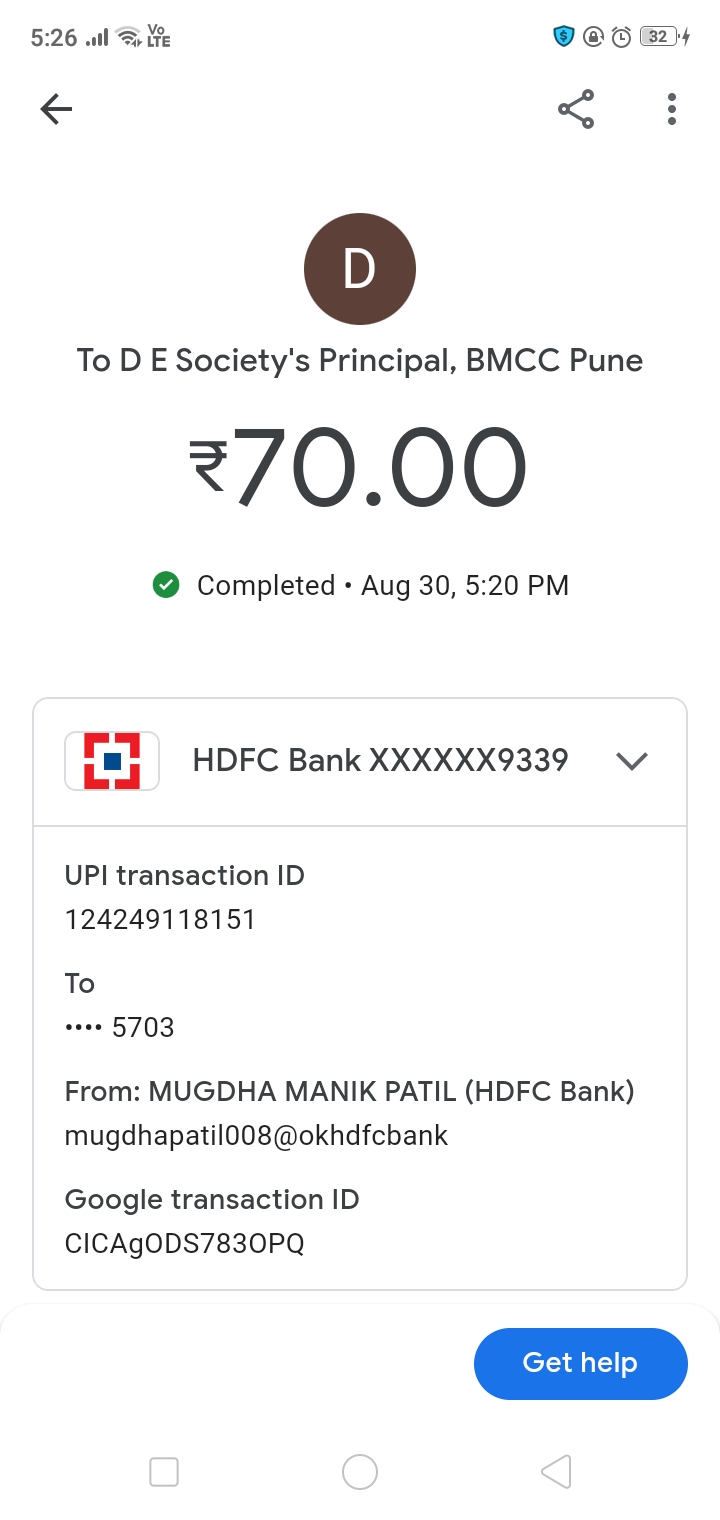 5:26 Vo LTE $ 32
D
To D E Society's Principal, BMCC Pune
₹70.00
Completed • Aug 30, 5:20 PM
HDFC Bank XXXXXX9339
UPI transaction ID
124249118151
To
•••• 5703
From: MUGDHA MANIK PATIL (HDFC Bank)
mugdhapatil008@okhdfcbank
Google transaction ID
CICAgODS783OPQ
Get help